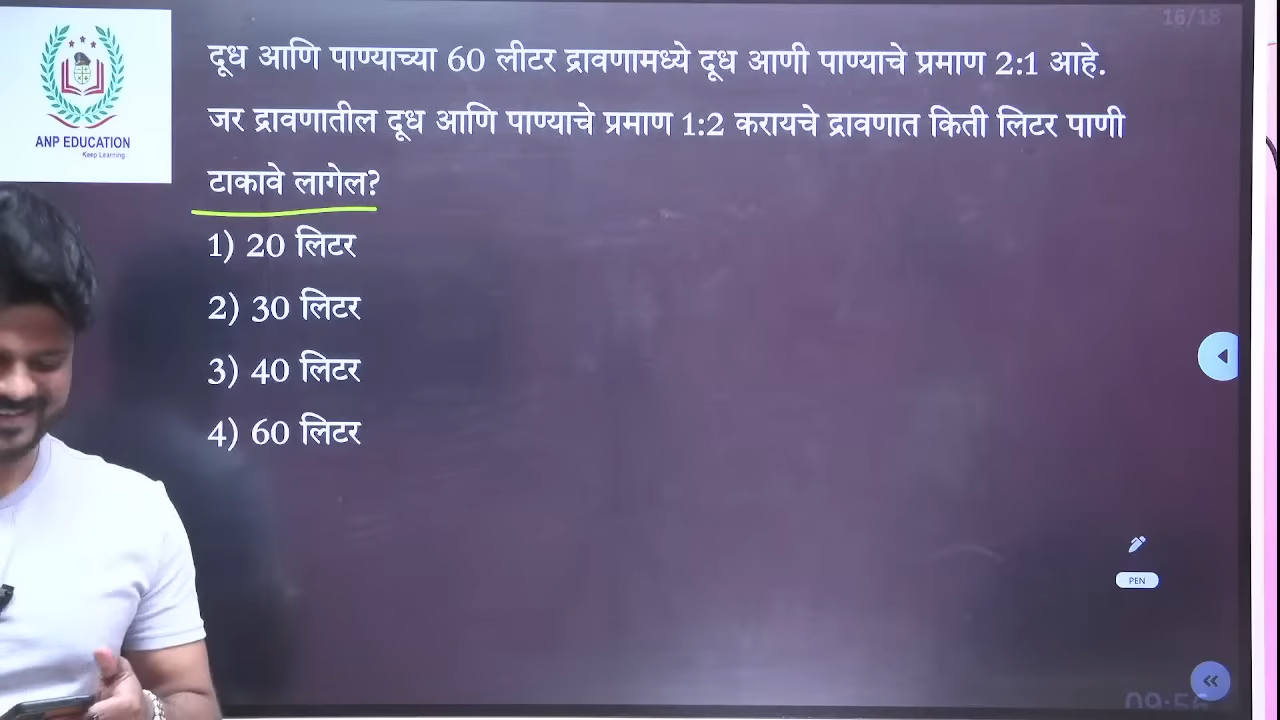 16/18
ANP EDUCATION
Keep Learning..
दूध आणि पाण्याच्या 60 लीटर द्रावणामध्ये दूध आणी पाण्याचे प्रमाण 2:1 आहे.
जर द्रावणातील दूध आणि पाण्याचे प्रमाण 1:2 करायचे द्रावणात किती लिटर पाणी
टाकावे लागेल?
1) 20 लिटर
2) 30 लिटर
3) 40 लिटर
4) 60 लिटर
PEN